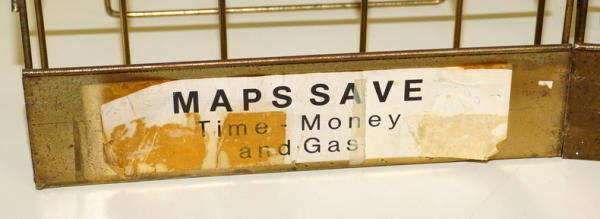 MAPS SAVE
Time - Money
and Gas